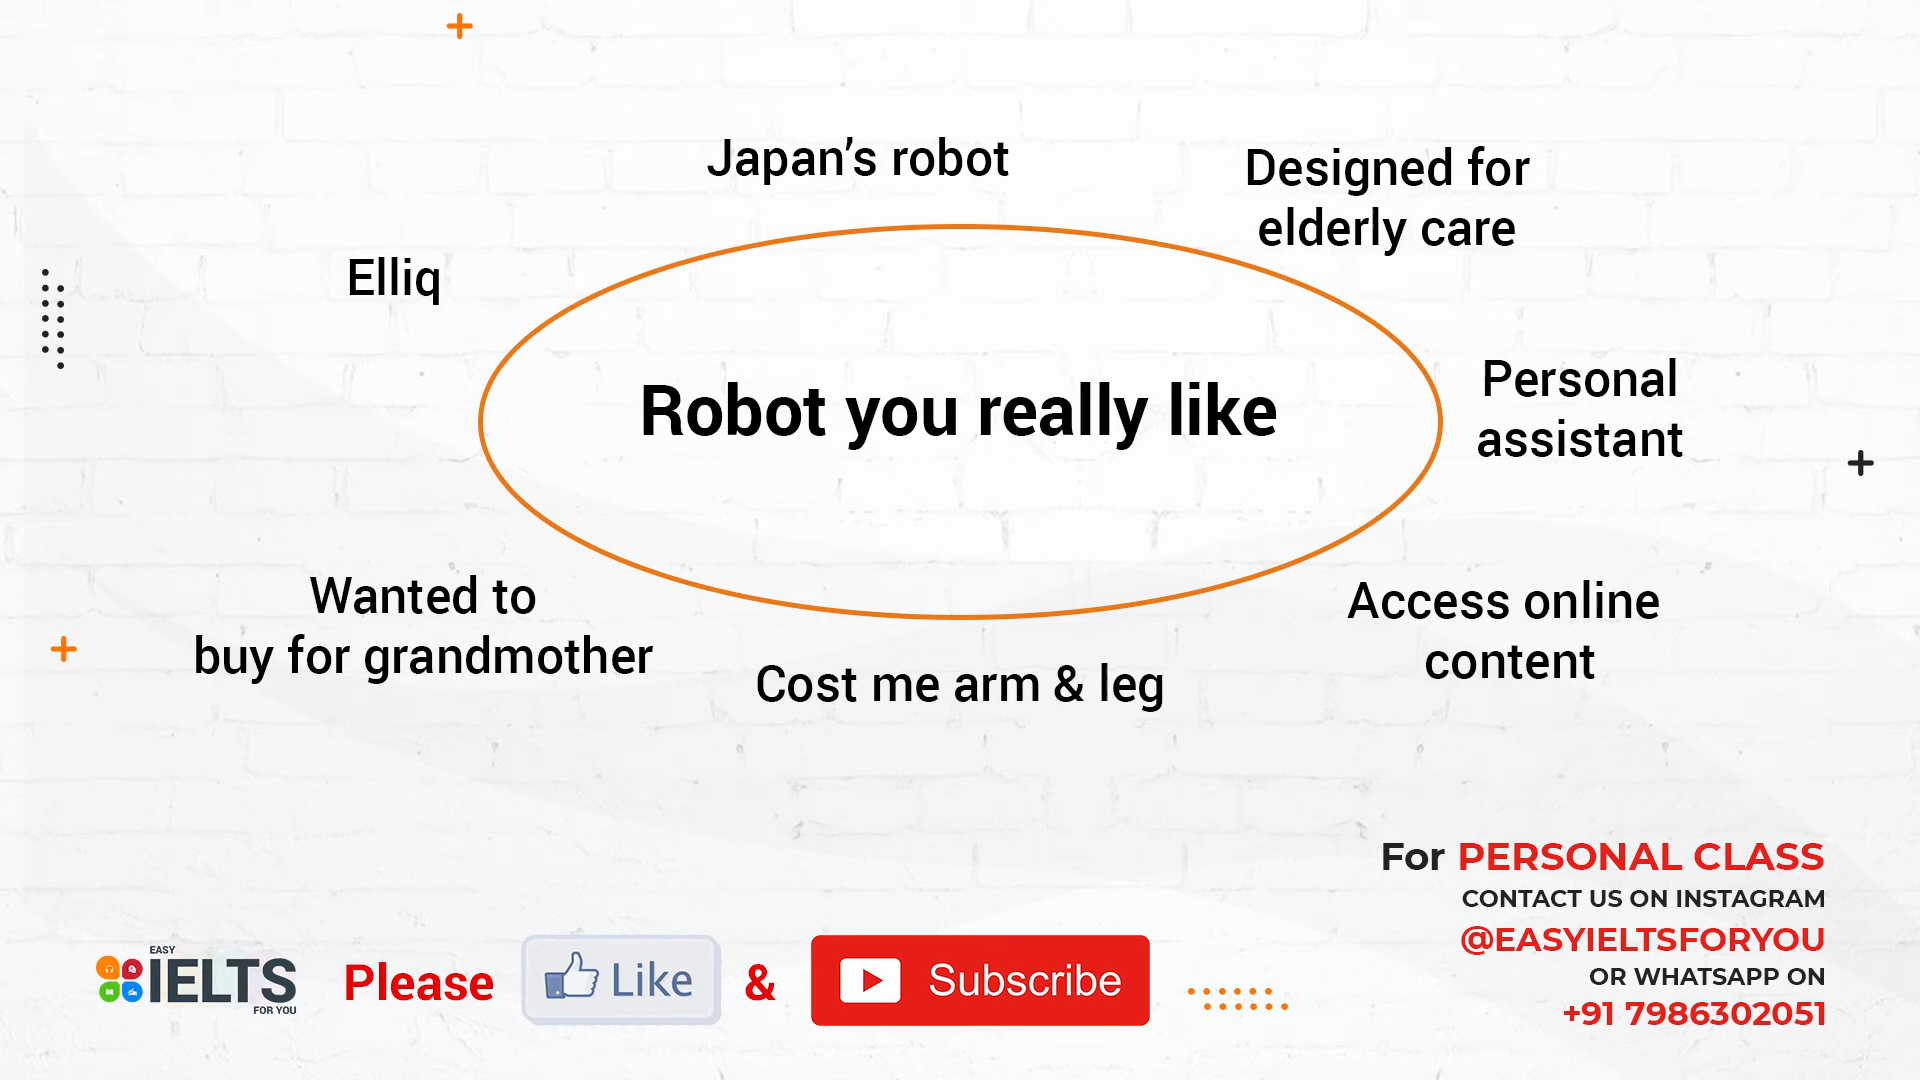 Japan’s robot
Designed for
elderly care
Elliq
Robot you really like
Personal
assistant
Wanted to
buy for grandmother
Cost me arm & leg
Access online
content
For PERSONAL CLASS
CONTACT US ON INSTAGRAM
@EASYIELTSFORYOU
OR WHATSAPP ON
+91 7986302051
EASY
IELTS
FOR YOU
Please Like & Subscribe